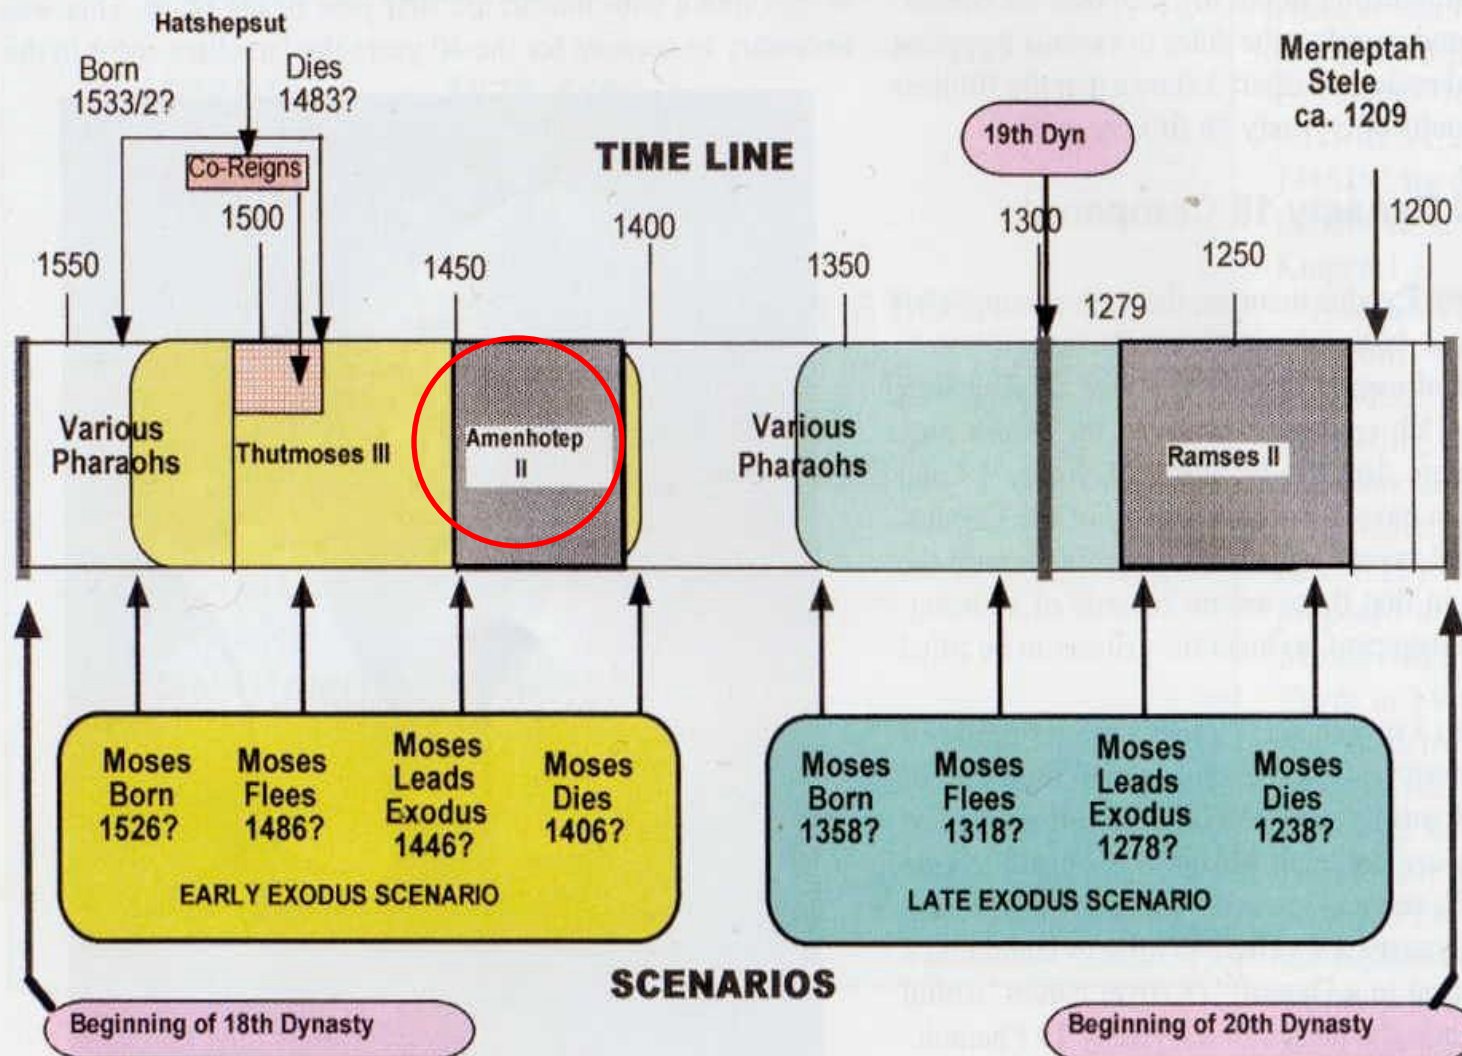 Hatshepsut
Born
1533/2?
Dies
1483?
Co-Reigns
TIME LINE
19th Dyn
Merneptah
Stele
ca. 1209
1550
1500
1450
1400
1350
1300
1279
1250
1200
Various
Pharaohs
Thutmoses III
Amenhotep
II
Various
Pharaohs
Ramses II
Moses
Born
1526?
Moses
Flees
1486?
Moses
Leads
Exodus
1446?
Moses
Dies
1406?
EARLY EXODUS SCENARIO
Moses
Born
1358?
Moses
Flees
1318?
Moses
Leads
Exodus
1278?
Moses
Dies
1238?
LATE EXODUS SCENARIO
SCENARIOS
Beginning of 18th Dynasty
Beginning of 20th Dynasty